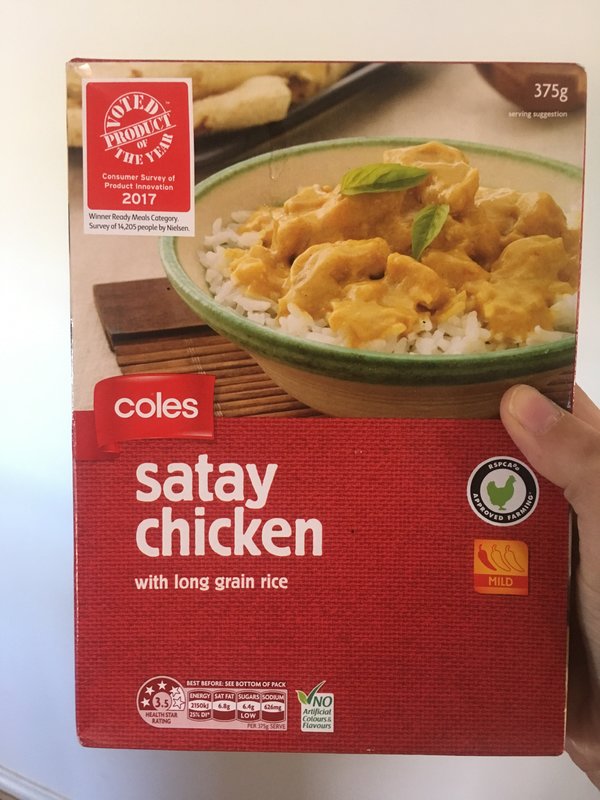 375g
serving suggestion
VOTED
PRODUCT
OF
THE YEAR
Consumer Survey of
Product Innovation
2017
Winner Ready Meals Category.
Survey of 14,205 people by Nielsen.
coles
satay
chicken
with long grain rice
RSPCA
APPROVED FARMING
MILD
BEST BEFORE: SEE BOTTOM OF PACK
3.5
HEALTH STAR
RATING
ENERGY SAT FAT SUGARS SODIUM
2150kJ 6.8g 6.4g 626mg
25% DI* LOW
PER 375g SERVE
NO
Artificial
Colours &
Flavours